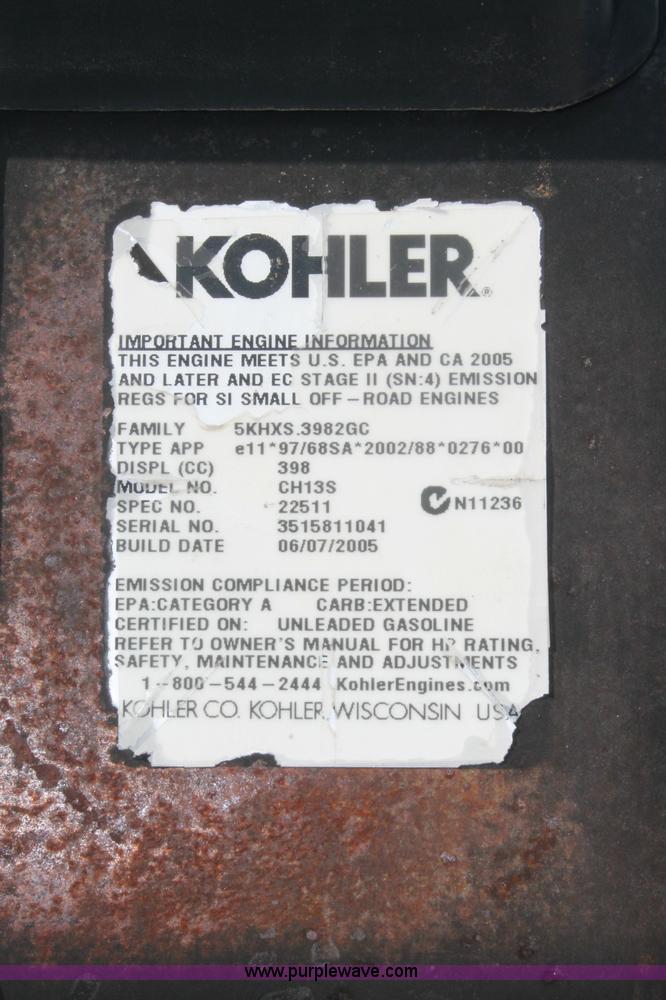 KOHLER®
IMPORTANT ENGINE INFORMATION
THIS ENGINE MEETS U.S. EPA AND CA 2005
AND LATER AND EC STAGE II (SN:4) EMISSION
REGS FOR SI SMALL OFF-ROAD ENGINES
FAMILY 5KHXS.3982GC
TYPE APP e11*97/68SA*2002/88*0276*00
DISPL (CC) 398
MODEL NO. CH13S
SPEC NO. 22511 N11236
SERIAL NO. 3515811041
BUILD DATE 06/07/2005
EMISSION COMPLIANCE PERIOD:
EPA:CATEGORY A CARB:EXTENDED
CERTIFIED ON: UNLEADED GASOLINE
REFER TO OWNER'S MANUAL FOR HP RATING,
SAFETY, MAINTENANCE AND ADJUSTMENTS
1-800-544-2444 KohlerEngines.com
KOHLER CO. KOHLER, WISCONSIN USA
www.purplewave.com